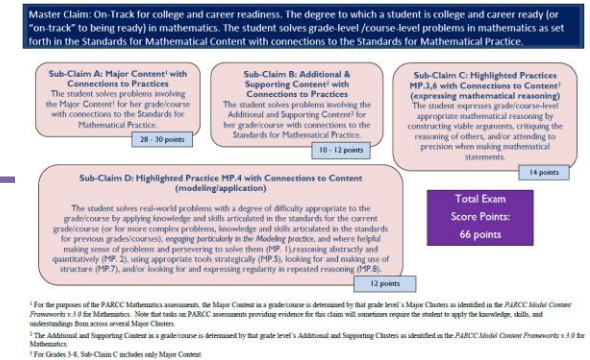 Master Claim: On-Track for college and career readiness. The degree to which a student is college and career ready (or
"on-track" to being ready) in mathematics. The student solves grade-level /course-level problems in mathematics as set
forth in the Standards for Mathematical Content with connections to the Standards for Mathematical Practice.
Sub-Claim A: Major Content¹ with
Connections to Practices
The student solves problems involving
the Major Content¹ for her grade/course
with connections to the Standards for
Mathematical Practice.
28 - 30 points
Sub-Claim B: Additional &
Supporting Content² with
Connections to Practices
The student solves problems involving the
Additional and Supporting Content² for
her grade/course with connections to the
Standards for Mathematical Practice.
10 - 12 points
Sub-Claim C: Highlighted Practices
MP.3,6 with Connections to Content³
(expressing mathematical reasoning)
The student expresses grade/course-level
appropriate mathematical reasoning by
constructing viable arguments, critiquing the
reasoning of others, and/or attending to
precision when making mathematical
statements.
14 points
Sub-Claim D: Highlighted Practice MP.4 with Connections to Content
(modeling/application)
The student solves real-world problems with a degree of difficulty appropriate to the
grade/course by applying knowledge and skills articulated in the standards for the current
grade/course (or for more complex problems, knowledge and skills articulated in the standards
for previous grades/courses), engaging particularly in the Modeling practice, and where helpful
making sense of problems and persevering to solve them (MP. 1),reasoning abstractly and
quantitatively (MP. 2), using appropriate tools strategically (MP.5), looking for and making use of
structure (MP.7), and/or looking for and expressing regularity in repeated reasoning (MP.8).
12 points
Total Exam
Score Points:
66 points
¹ For the purposes of the PARCC Mathematics assessments, the Major Content in a grade/course is determined by that grade level's Major Clusters as identified in the PARCC Model Content
Frameworks v.3.0 for Mathematics. Note that tasks on PARCC assessments providing evidence for this claim will sometimes require the student to apply the knowledge, skills, and
understandings from across several Major Clusters.
² The Additional and Supporting Content in a grade/course is determined by that grade level's Additional and Supporting Clusters as identified in the PARCC Model Content Frameworks v.3.0 for
Mathematics.
³ For Grades 3-8, Sub-Claim C includes only Major Content.